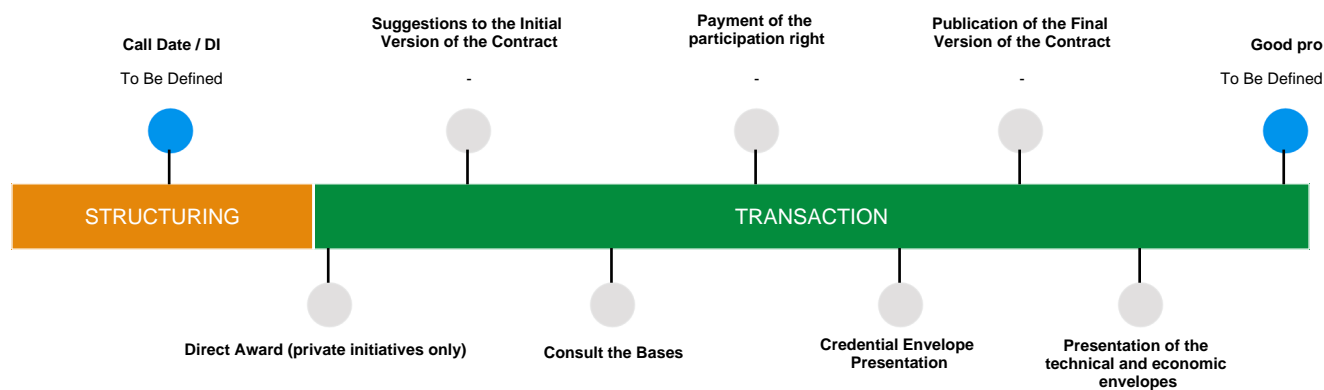 Call Date / DI
To Be Defined
Suggestions to the Initial
Version of the Contract
-
Payment of the
participation right
-
Publication of the Final
Version of the Contract
-
Good pro
To Be Defined
STRUCTURING
TRANSACTION
Direct Award (private initiatives only)
Consult the Bases
Credential Envelope
Presentation
Presentation of the
technical and economic
envelopes